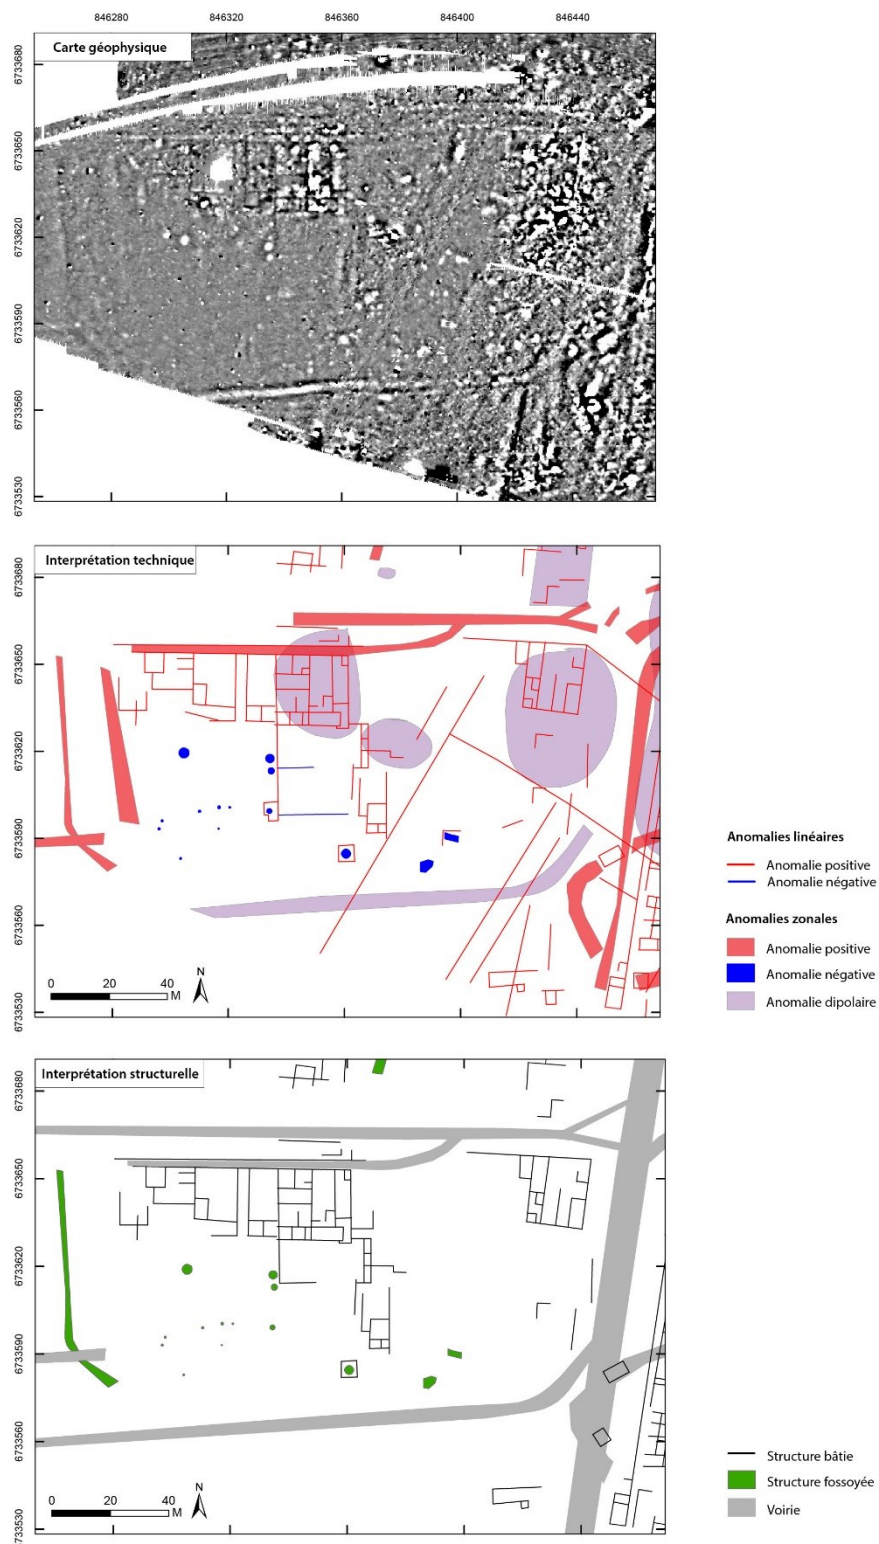 846280 846320 846360 846400 846440
Carte géophysique
6733680
6733650
6733620
6733590
6733560
6733530
Interprétation technique
6733680
6733650
6733620
6733590
6733560
6733530
0 20 40
M
N
Anomalies linéaires
Anomalie positive
Anomalie négative
Anomalies zonales
Anomalie positive
Anomalie négative
Anomalie dipolaire
Interprétation structurelle
6733680
6733650
6733620
6733590
6733560
6733530
0 20 40
M
N
Structure bâtie
Structure fossoyée
Voirie